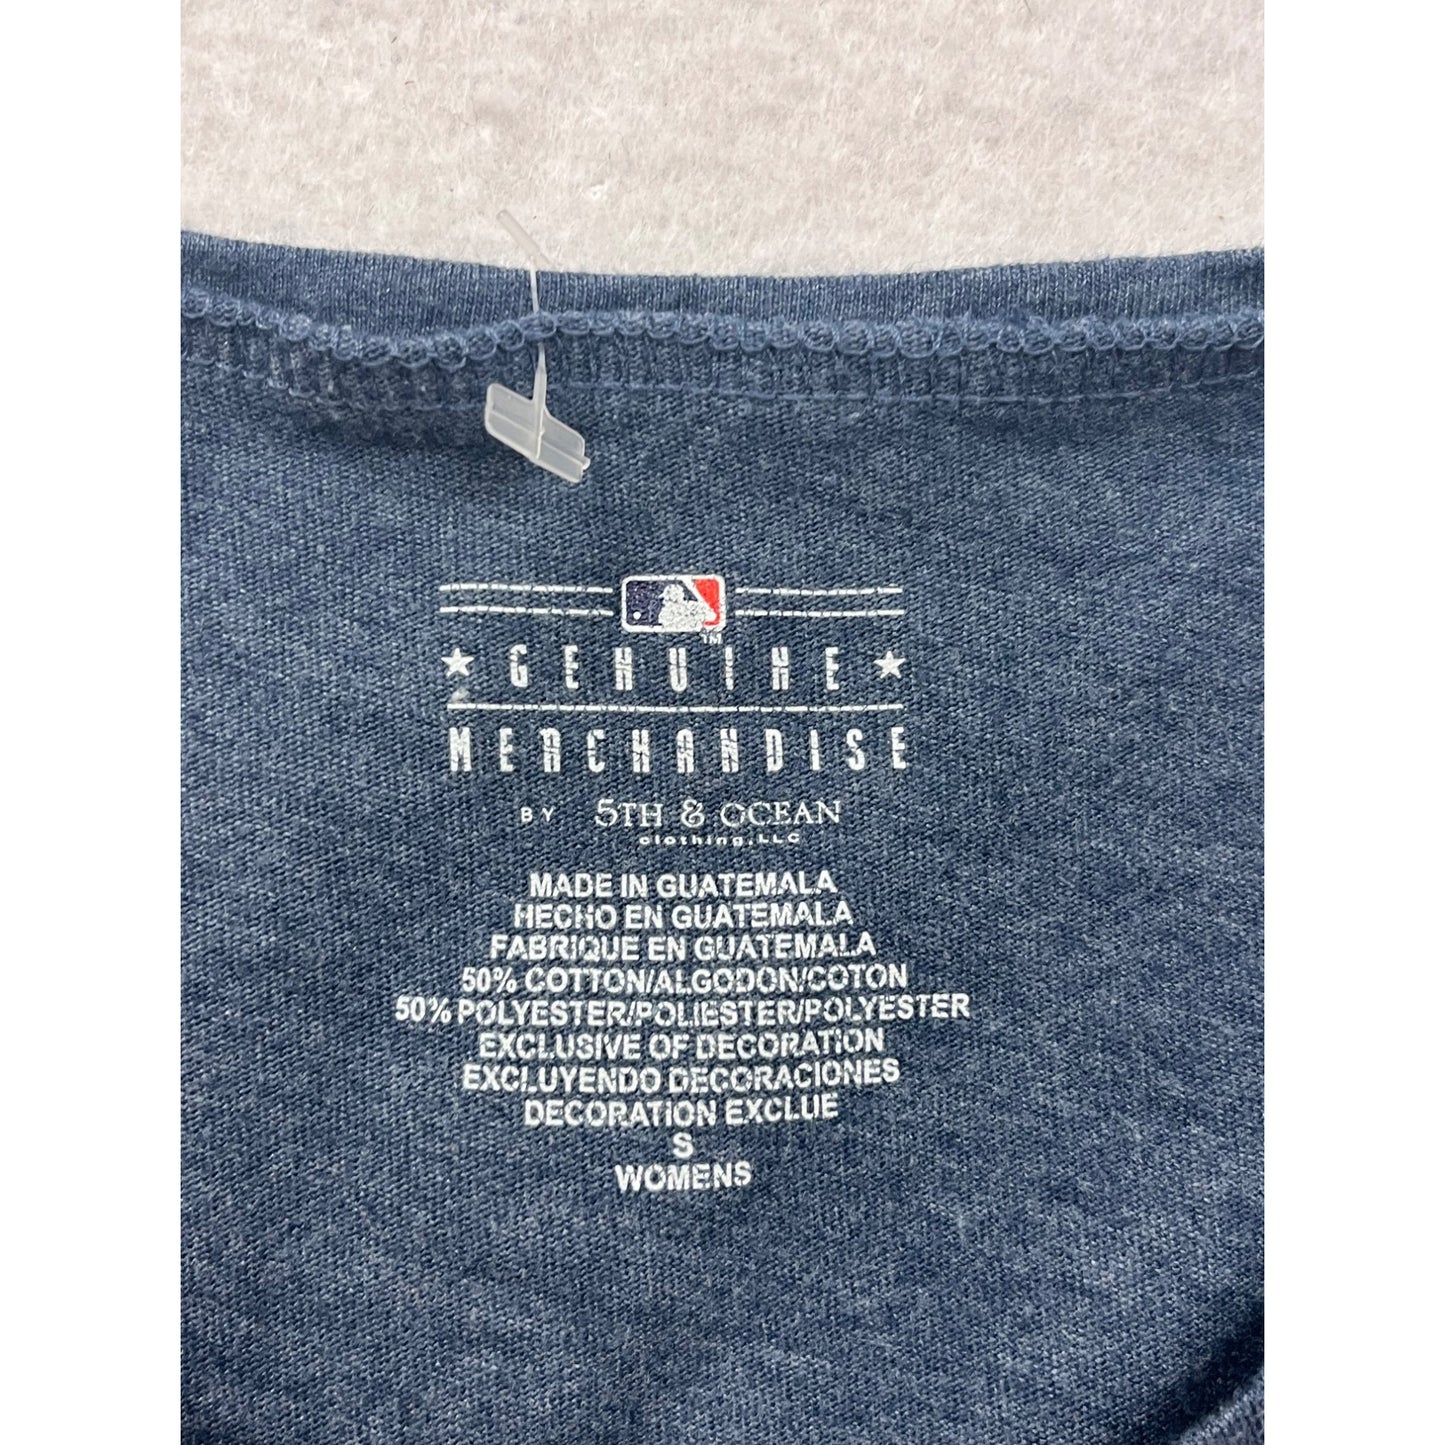 TM
GENUINE
MERCHANDISE
BY 5TH & OCEAN
clothing, LLC
MADE IN GUATEMALA
HECHO EN GUATEMALA
FABRIQUE EN GUATEMALA
50% COTTON/ALGODON/COTON
50% POLYESTER/POLIESTER/POLYESTER
EXCLUSIVE OF DECORATION
EXCLUYENDO DECORACIONES
DECORATION EXCLUE
S
WOMENS